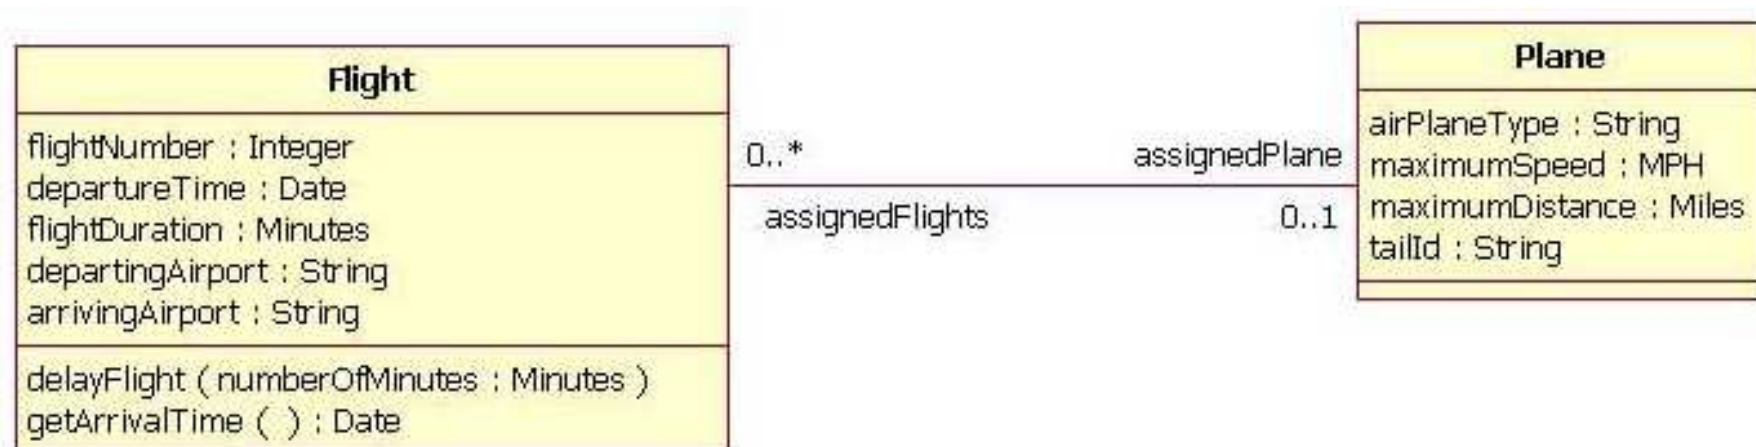 Flight
flightNumber : Integer
departureTime : Date
flightDuration : Minutes
departingAirport : String
arrivingAirport : String
delayFlight ( numberOfMinutes : Minutes )
getArrivalTime ( ) : Date
0..*
assignedFlights
assignedPlane
0..1
Plane
airPlaneType : String
maximumSpeed : MPH
maximumDistance : Miles
tailId : String